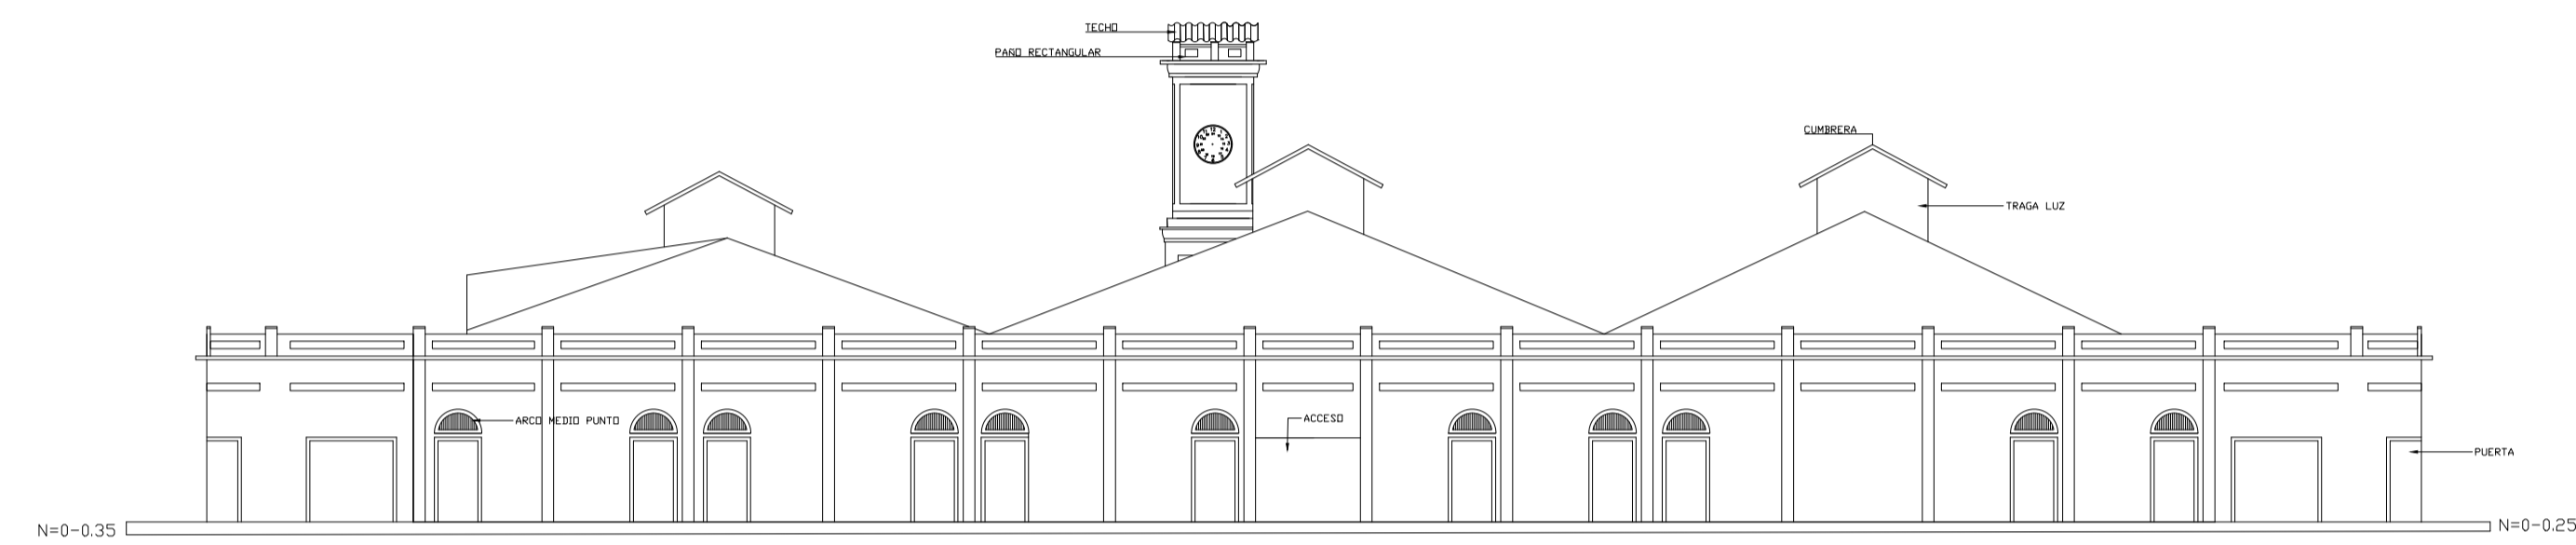 TECHO
PAÑO RECTANGULAR
CUMBRERA
TRAGA LUZ
ARCO MEDIO PUNTO
ACCESO
PUERTA
N=0-0.35
N=0-0.25